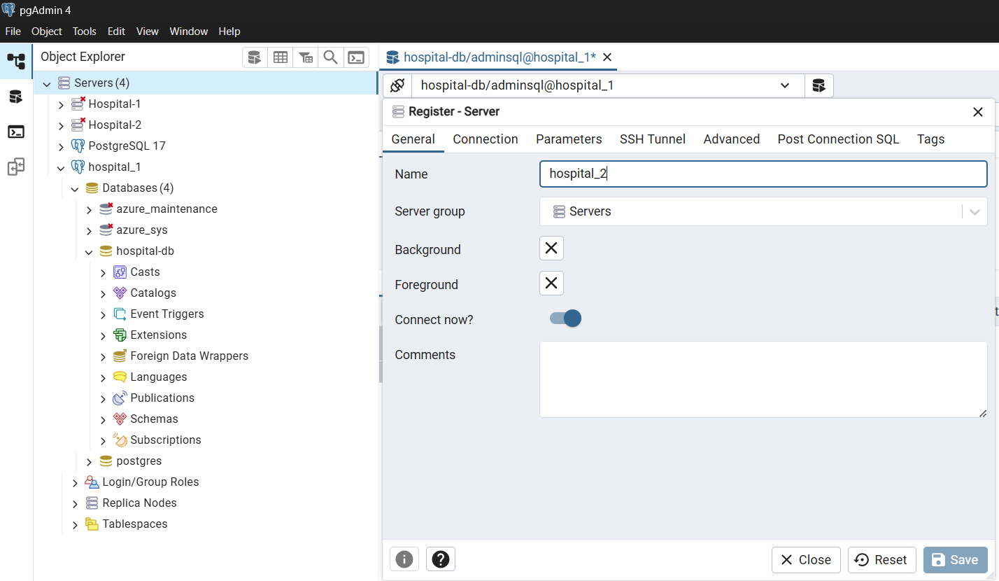 pgAdmin 4
File Object Tools Edit View Window Help
Object Explorer
hospital-db/adminsql@hospital_1*
Servers (4)
Hospital-1
Hospital-2
PostgreSQL 17
hospital_1
Databases (4)
azure_maintenance
azure_sys
hospital-db
Casts
Catalogs
Event Triggers
Extensions
Foreign Data Wrappers
Languages
Publications
Schemas
Subscriptions
postgres
Login/Group Roles
Replica Nodes
Tablespaces
hospital-db/adminsql@hospital_1
Register - Server
General Connection Parameters SSH Tunnel Advanced Post Connection SQL Tags
Name hospital_2
Server group Servers
Background
Foreground
Connect now?
Comments
Close Reset Save